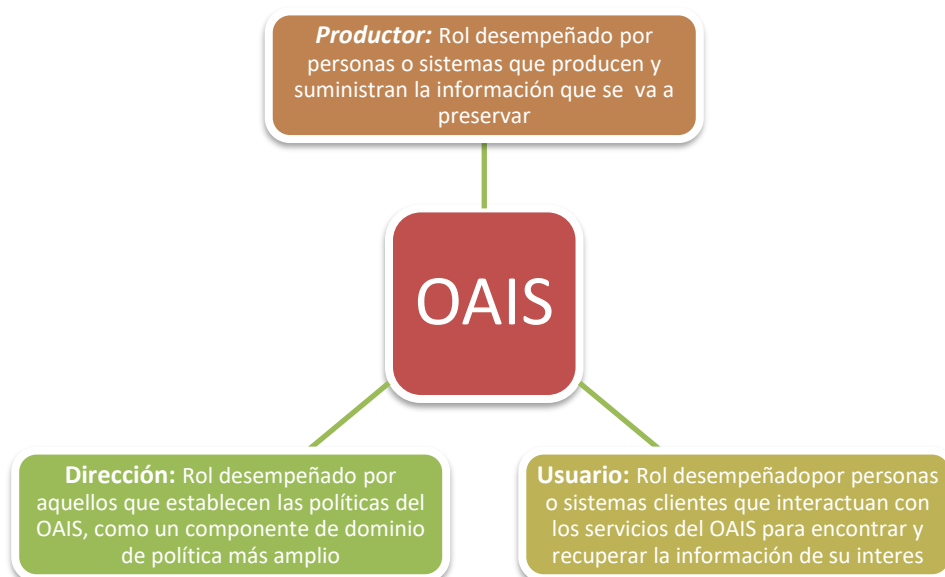 Productor: Rol desempeñado por
personas o sistemas que producen y
suministran la información que se va a
preservar
OAIS
Dirección: Rol desempeñado por
aquellos que establecen las políticas del
OAIS, como un componente de dominio
de política más amplio
Usuario: Rol desempeñadopor personas
o sistemas clientes que interactuan con
los servicios del OAIS para encontrar y
recuperar la información de su interes